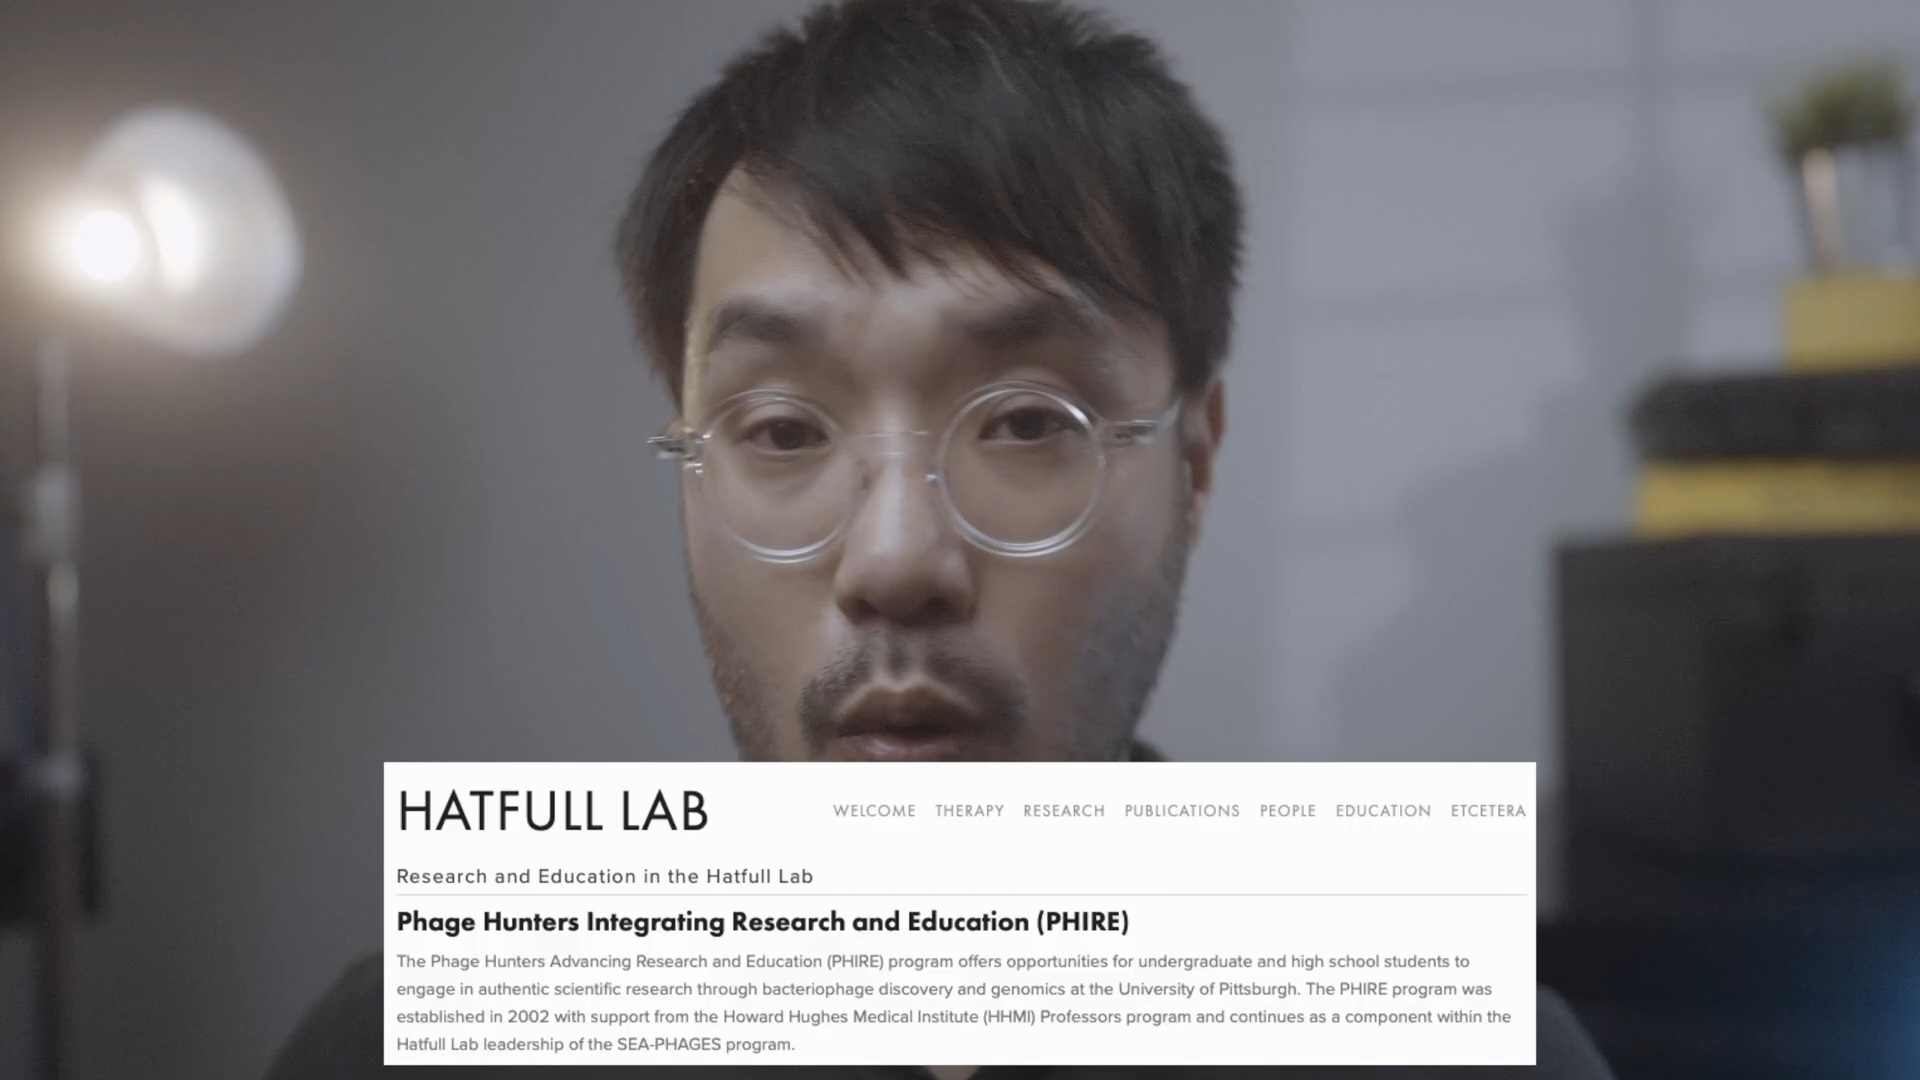 HATFULL LAB
WELCOME THERAPY RESEARCH PUBLICATIONS PEOPLE EDUCATION ETCETERA
Research and Education in the Hatfull Lab
Phage Hunters Integrating Research and Education (PHIRE)
The Phage Hunters Advancing Research and Education (PHIRE) program offers opportunities for undergraduate and high school students to
engage in authentic scientific research through bacteriophage discovery and genomics at the University of Pittsburgh. The PHIRE program was
established in 2002 with support from the Howard Hughes Medical Institute (HHMI) Professors program and continues as a component within the
Hatfull Lab leadership of the SEA-PHAGES program.